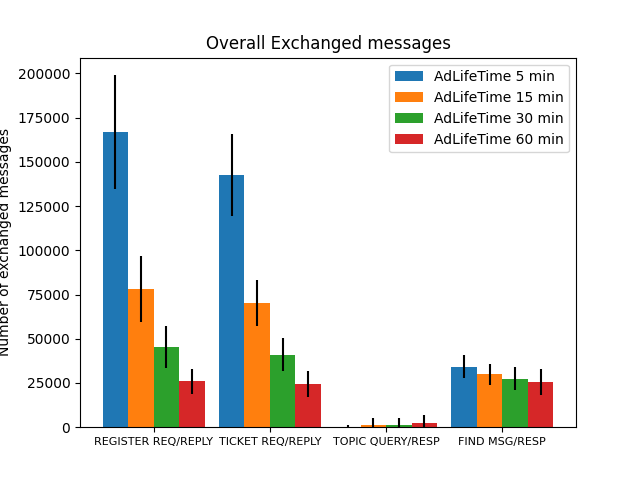 Overall Exchanged messages
Number of exchanged messages
200000
175000
150000
125000
100000
75000
50000
25000
0
AdLifeTime 5 min
AdLifeTime 15 min
AdLifeTime 30 min
AdLifeTime 60 min
REGISTER REQ/REPLY TICKET REQ/REPLY TOPIC QUERY/RESP FIND MSG/RESP